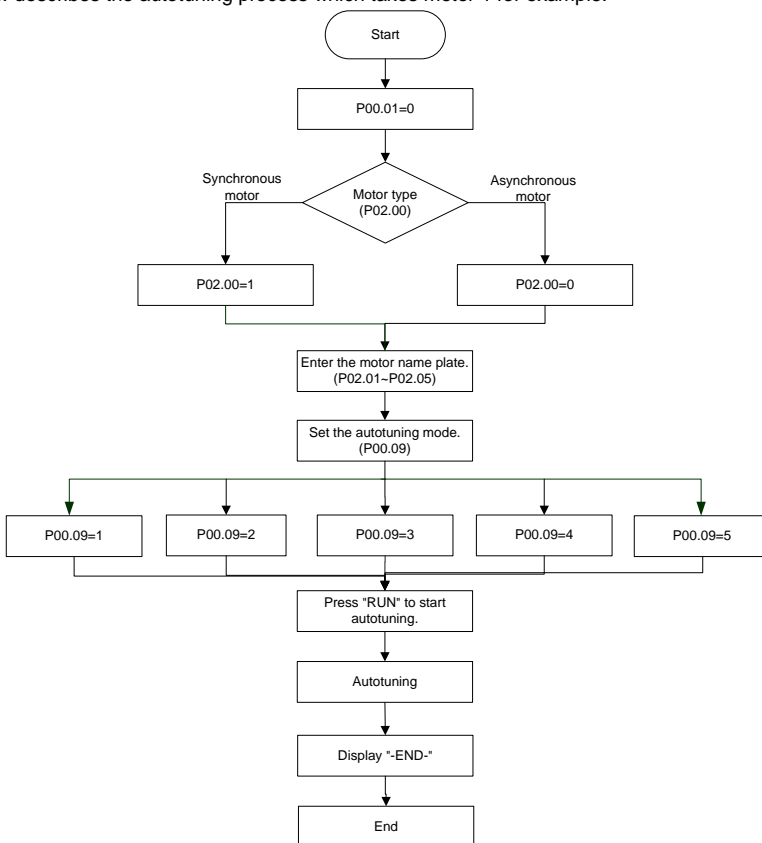 describes the autotuning process which takes motor 1 for example.
Start
P00.01=0
Synchronous
motor
Motor type
(P02.00)
Asynchronous
motor
P02.00=1
P02.00=0
Enter the motor name plate.
(P02.01~P02.05)
Set the autotuning mode.
(P00.09)
P00.09=1
P00.09=2
P00.09=3
P00.09=4
P00.09=5
Press "RUN" to start
autotuning.
Autotuning
Display "-END-"
End